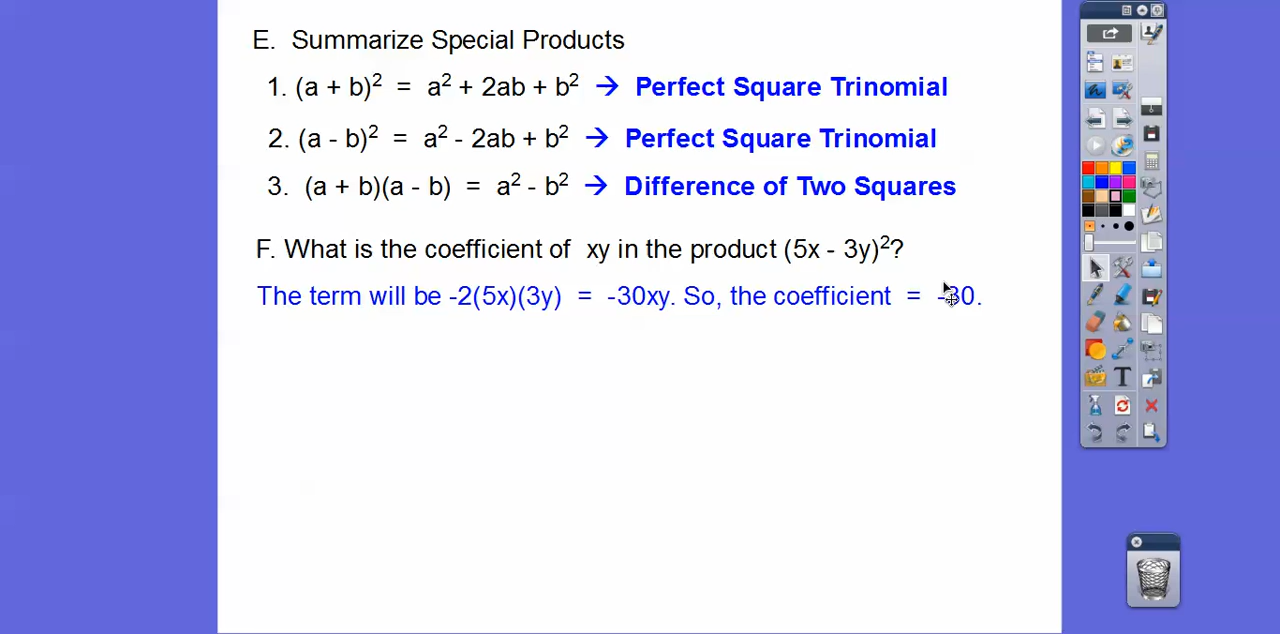 E. Summarize Special Products
1. (a + b)² = a² + 2ab + b² → Perfect Square Trinomial
2. (a - b)² = a² - 2ab + b² → Perfect Square Trinomial
3. (a + b)(a - b) = a² - b² → Difference of Two Squares
F. What is the coefficient of xy in the product (5x - 3y)²?
The term will be -2(5x)(3y) = -30xy. So, the coefficient = -30.
T